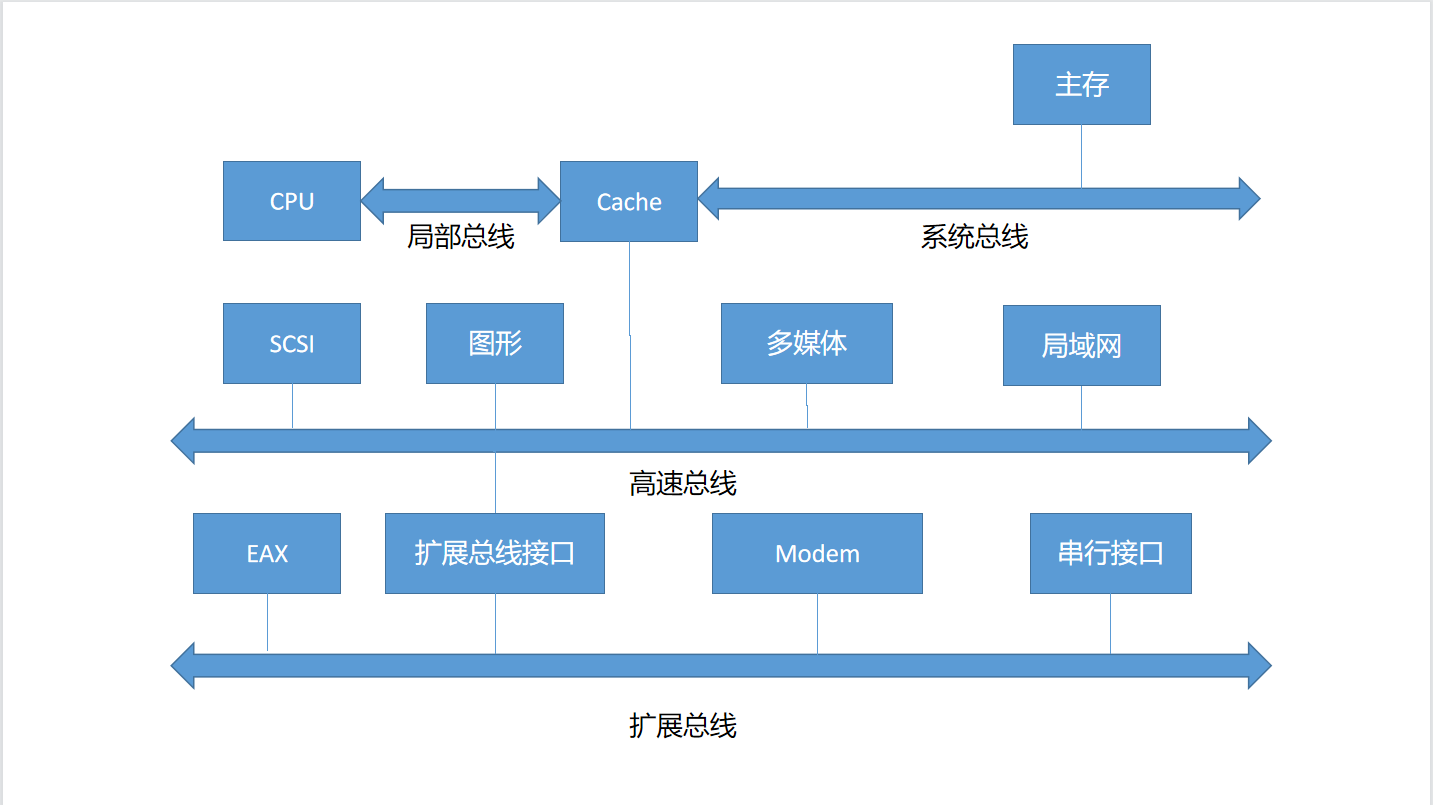 主存
CPU
Cache
局部总线
系统总线
SCSI
图形
多媒体
局域网
高速总线
EAX
扩展总线接口
Modem
串行接口
扩展总线